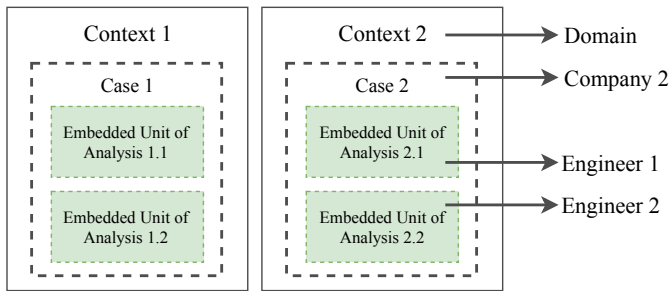 Context 1
Case 1
Embedded Unit of
Analysis 1.1
Embedded Unit of
Analysis 1.2
Context 2
Case 2
Embedded Unit of
Analysis 2.1
Embedded Unit of
Analysis 2.2
Domain
Company 2
Engineer 1
Engineer 2